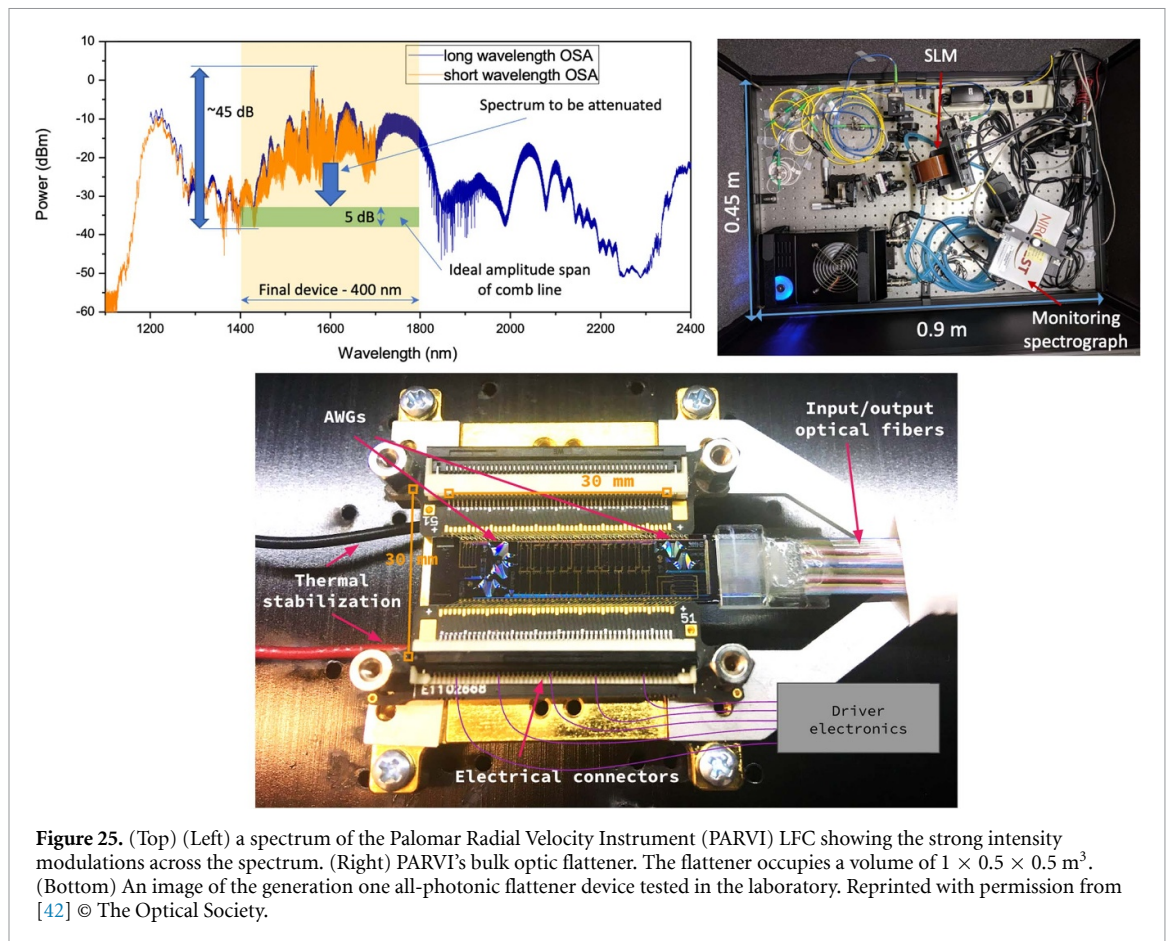 10
0
-10
-20
-30
-40
-50
-60
Power (dBm)
1200
1400
1600
1800
2000
2200
2400
Wavelength (nm)
long wavelength OSA
short wavelength OSA
~45 dB
Spectrum to be attenuated
5 dB
Ideal amplitude span
of comb line
Final device - 400 nm
SLM
0.45 m
0.9 m
Monitoring
spectrograph
AWGs
Input/output
optical fibers
30 mm
51
30 mm
Thermal
stabilization
51
E1102668
Driver
electronics
Electrical connectors
Figure 25. (Top) (Left) a spectrum of the Palomar Radial Velocity Instrument (PARVI) LFC showing the strong intensity
modulations across the spectrum. (Right) PARVI's bulk optic flattener. The flattener occupies a volume of 1 × 0.5 × 0.5 m³.
(Bottom) An image of the generation one all-photonic flattener device tested in the laboratory. Reprinted with permission from
[42] © The Optical Society.